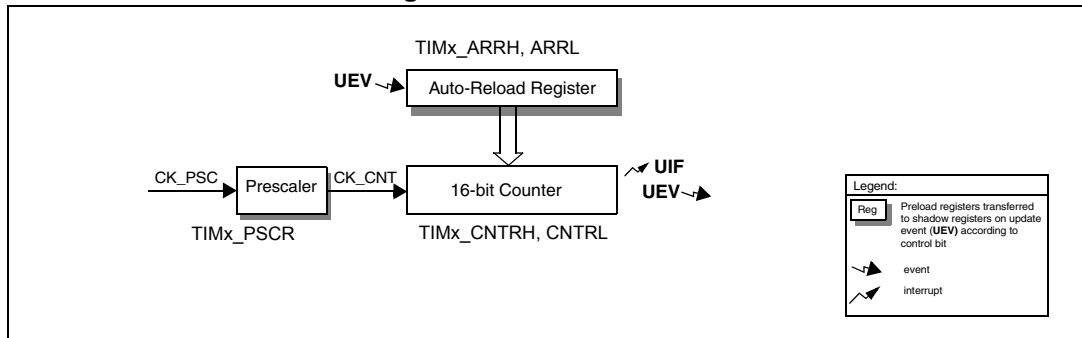 TIMx_ARRH, ARRL
UEV
Auto-Reload Register
CK_PSC
Prescaler
CK_CNT
16-bit Counter
UIF
UEV
TIMx_PSCR
TIMx_CNTRH, CNTRL
Legend:
Reg
Preload registers transferred
to shadow registers on update
event (UEV) according to
control bit
event
interrupt